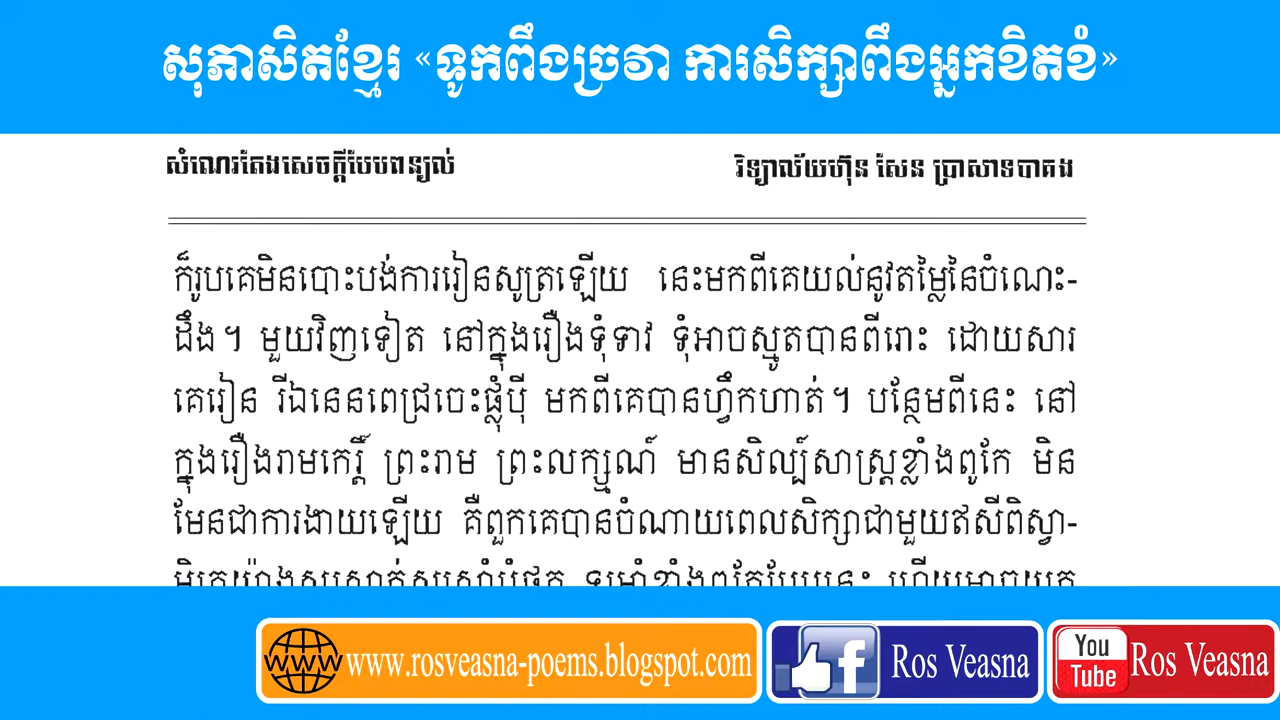 សុភាសិតខ្មែរ «ទូកពឹងច្រវា ការសិក្សាពឹងអ្នកខិតខំ»
សំណេរតែងសេចក្ដីបែបពន្យល់ វិទ្យាល័យហ៊ុន សែន ប្រាសាទបាគង
ក៏រូបគេមិនបោះបង់ការរៀនសូត្រឡើយ នេះមកពីគេយល់នូវតម្លៃនៃចំណេះ-
ដឹង។ មួយវិញទៀត នៅក្នុងរឿងទុំទាវ ទុំអាចស្មូតបានពីរោះ ដោយសារ
គេរៀន រីឯនេនពេជ្រចេះផ្លុំប៉ី មកពីគេបានហ្វឹកហាត់។ បន្ថែមពីនេះ នៅ
ក្នុងរឿងរាមកេរ្តិ៍ ព្រះរាម ព្រះលក្ស្មណ៍ មានសិល្ប៍សាស្ត្រខ្លាំងពូកែ មិន
មែនជាការងាយឡើយ គឺពួកគេបានចំណាយពេលសិក្សាជាមួយឥសីពិស្វា-
www.rosveasna-poems.blogspot.com
Ros Veasna
You Tube Ros Veasna